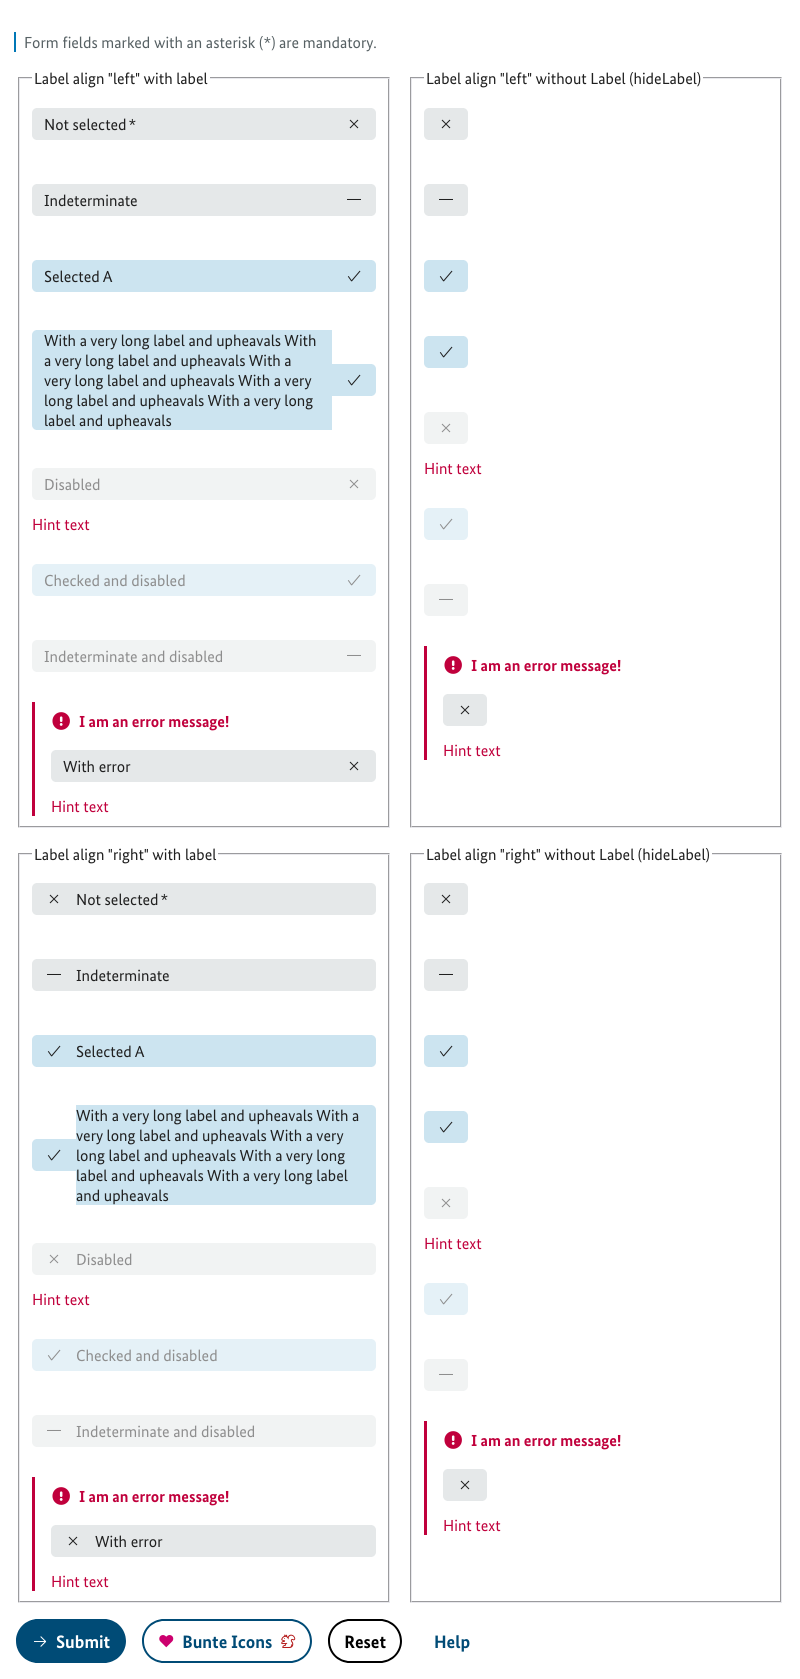 Form fields marked with an asterisk (*) are mandatory.
Label align "left" with label
Not selected *
Indeterminate
Selected A
With a very long label and upheavals With
a very long label and upheavals With a
very long label and upheavals With a very
long label and upheavals With a very long
label and upheavals
Disabled
Hint text
Checked and disabled
Indeterminate and disabled
I am an error message!
With error
Hint text
Label align "left" without Label (hideLabel)
Hint text
I am an error message!
Hint text
Label align "right" with label
Not selected *
Indeterminate
Selected A
With a very long label and upheavals With a
very long label and upheavals With a very
long label and upheavals With a very long
label and upheavals With a very long label
and upheavals
Disabled
Hint text
Checked and disabled
Indeterminate and disabled
I am an error message!
With error
Hint text
Label align "right" without Label (hideLabel)
Hint text
I am an error message!
Hint text
Submit
Bunte Icons
Reset
Help